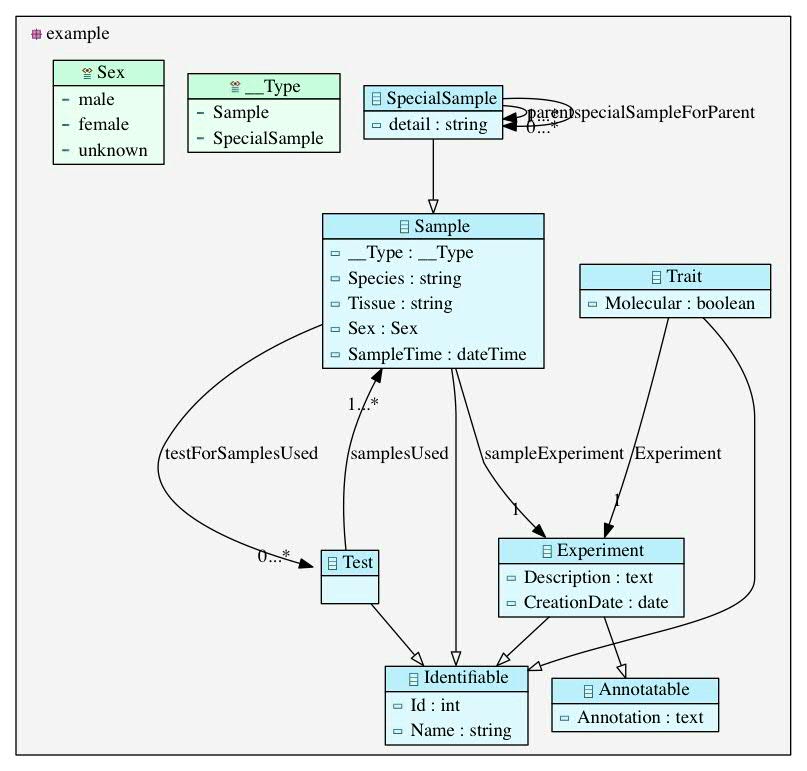 example
Sex
male
female
unknown
__Type
Sample
SpecialSample
SpecialSample
detail : string
parent
specialSampleForParent
0...*
Sample
__Type : __Type
Species : string
Tissue : string
Sex : Sex
SampleTime : dateTime
Trait
Molecular : boolean
1...*
testForSamplesUsed
samplesUsed
sampleExperiment
Experiment
1
1
0...*
Test
Experiment
Description : text
CreationDate : date
Identifiable
Id : int
Name : string
Annotatable
Annotation : text